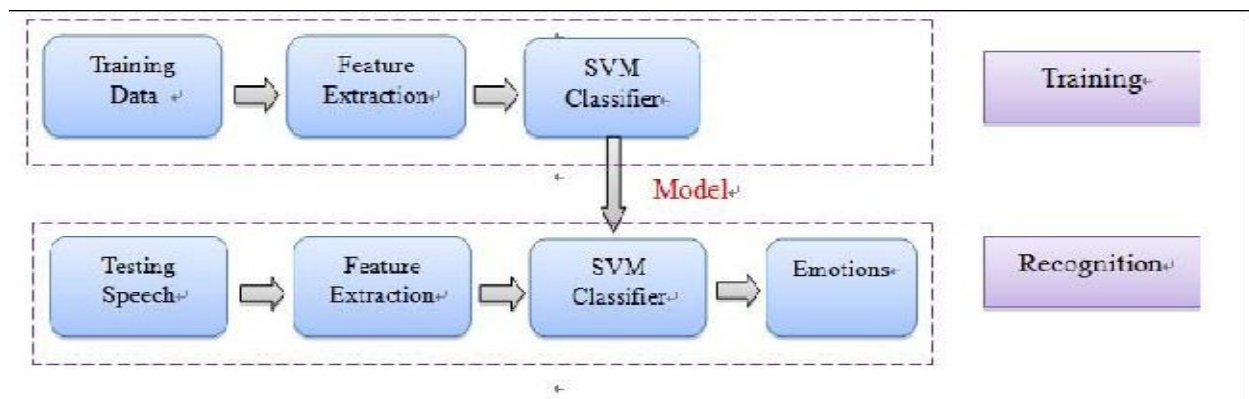 Training
Data
Feature
Extraction
SVM
Classifier
Training
Model
Testing
Speech
Feature
Extraction
SVM
Classifier
Emotions
Recognition